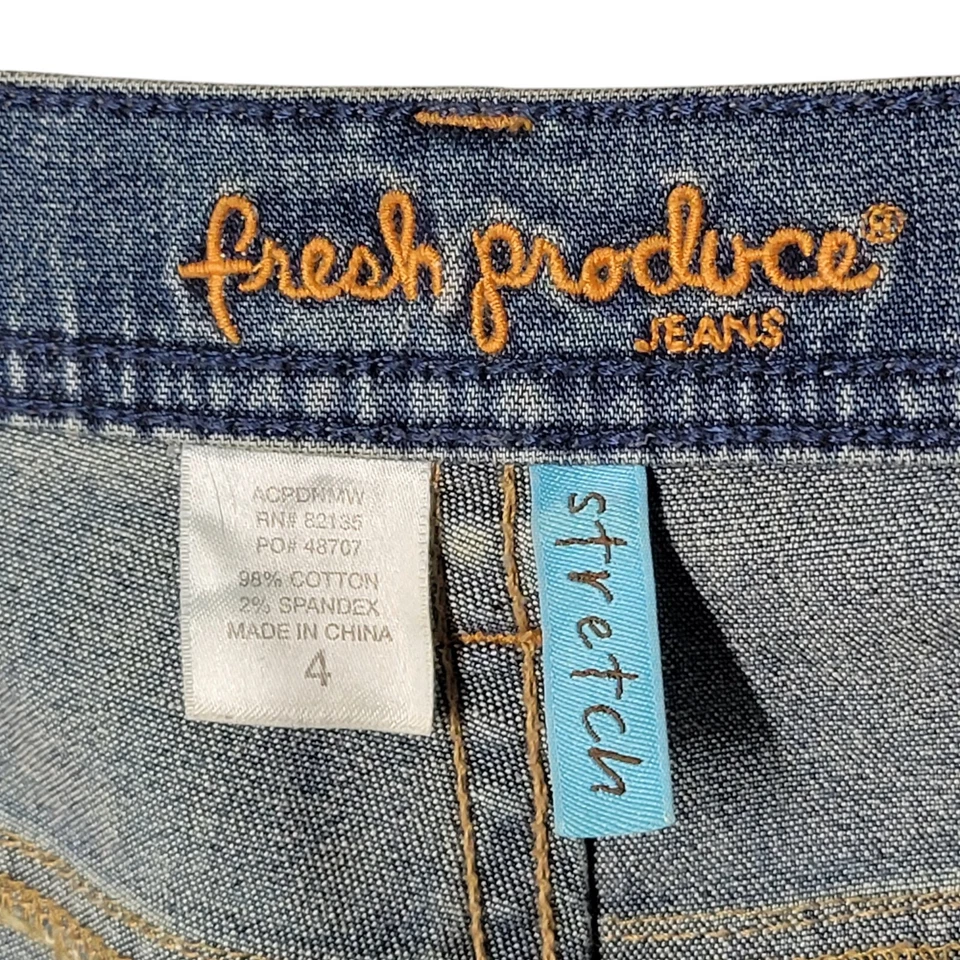 fresh produce®
JEANS
ACPDNMW
RN# 82135
PO# 48707
98% COTTON
2% SPANDEX
MADE IN CHINA
4
stretch